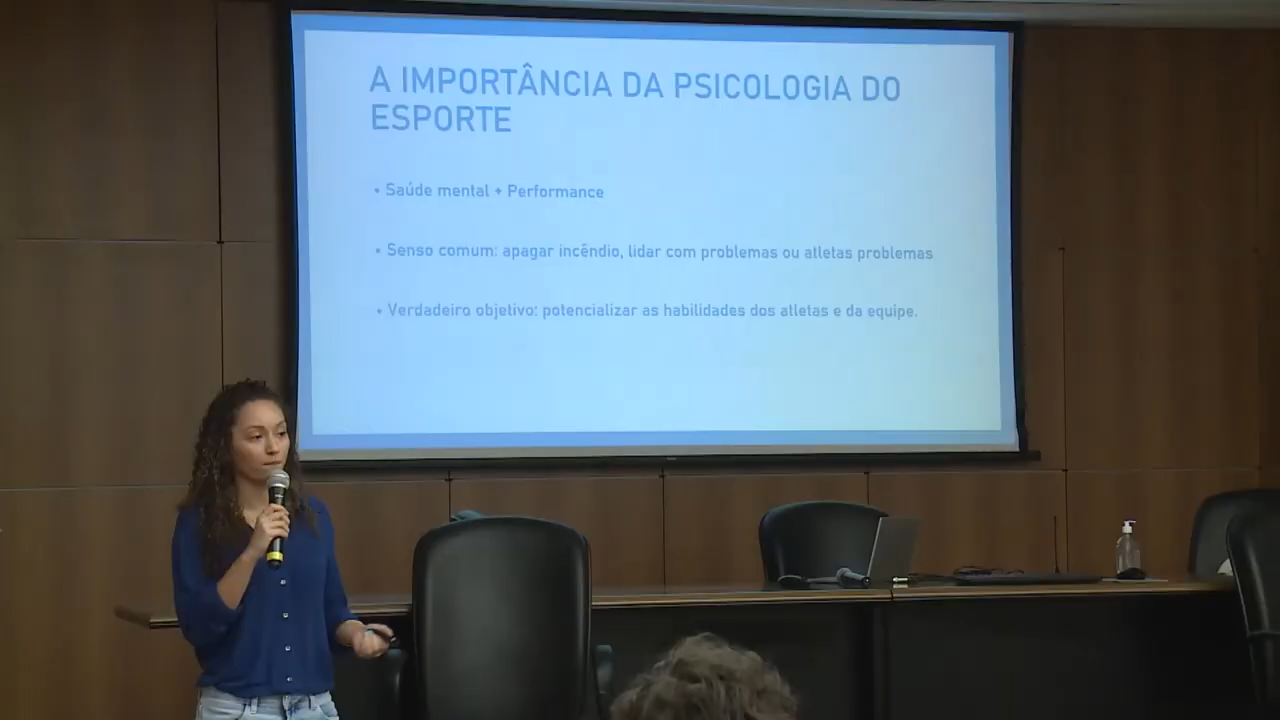 A IMPORTÂNCIA DA PSICOLOGIA DO
ESPORTE
• Saúde mental + Performance
• Senso comum: apagar incêndio, lidar com problemas ou atletas problemas
• Verdadeiro objetivo: potencializar as habilidades dos atletas e da equipe.